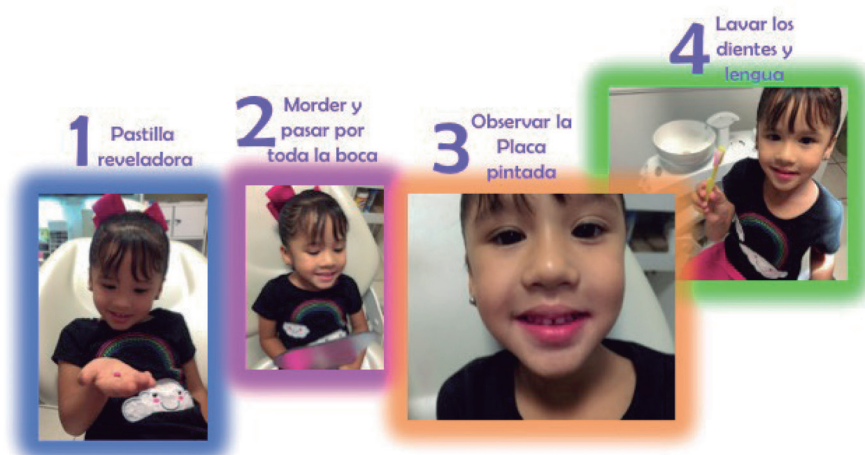 1 Pastilla
reveladora
2 Morder y
pasar por
toda la boca
3 Observar la
Placa
pintada
4 Lavar los
dientes y
lengua